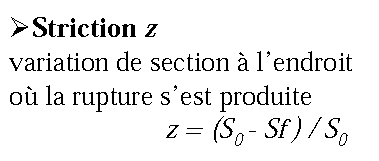 ➢Striction z
variation de section à l'endroit
où la rupture s'est produite
z = (S₀ - Sf ) / S₀